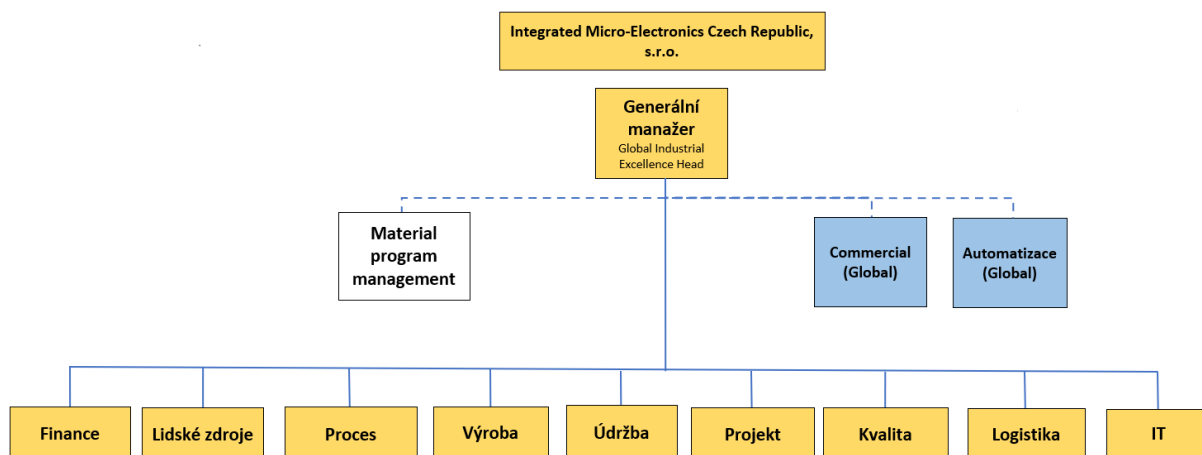 Integrated Micro-Electronics Czech Republic,
s.r.o.
Generální
manažer
Global Industrial
Excellence Head
Material
program
management
Commercial
(Global)
Automatizace
(Global)
Finance
Lidské zdroje
Proces
Výroba
Údržba
Projekt
Kvalita
Logistika
IT